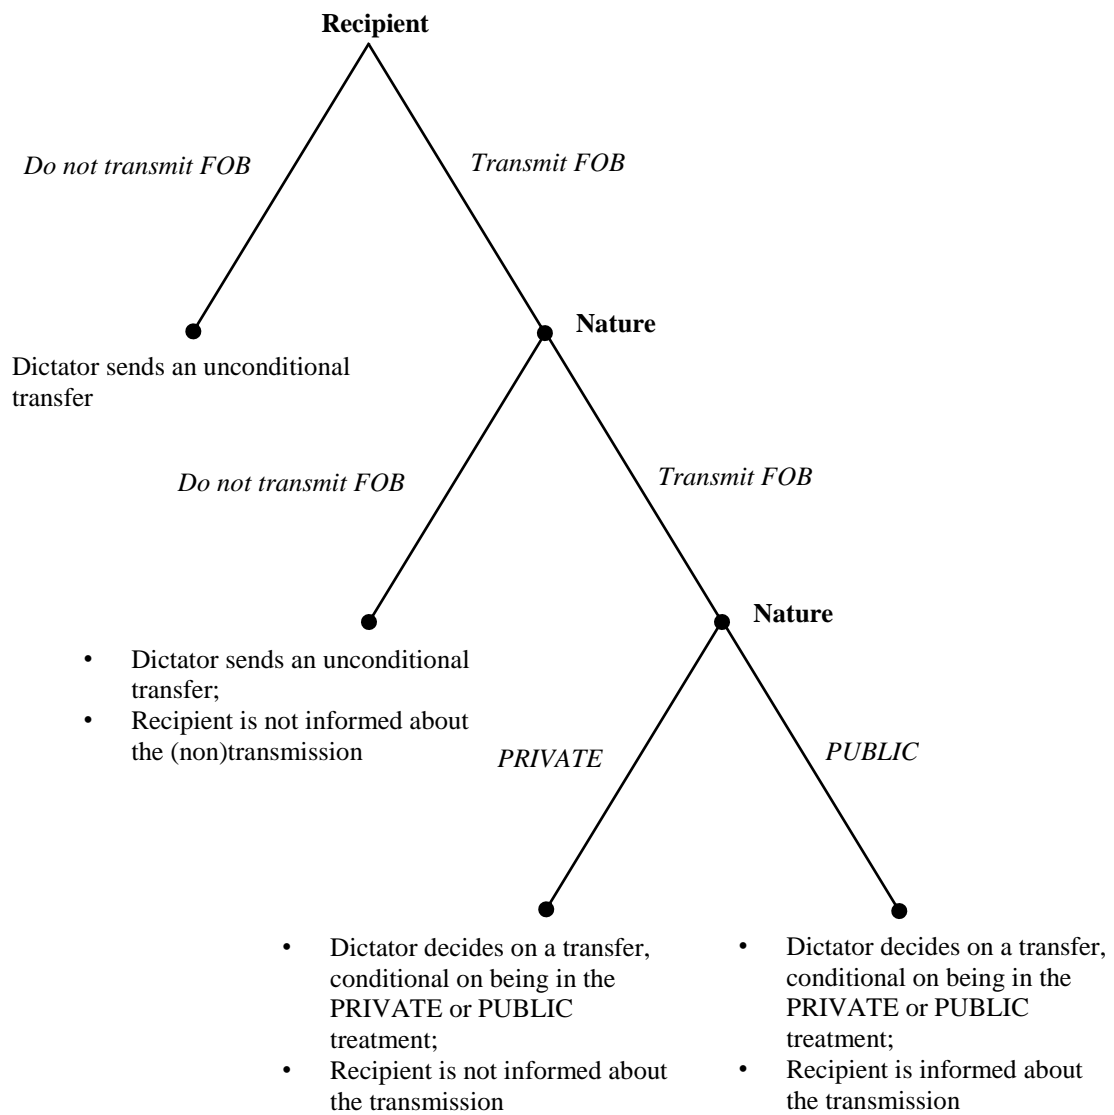 Recipient
Do not transmit FOB
Transmit FOB
Nature
Dictator sends an unconditional
transfer
Do not transmit FOB
Transmit FOB
Nature
• Dictator sends an unconditional
transfer;
• Recipient is not informed about
the (non)transmission
PRIVATE
PUBLIC
• Dictator decides on a transfer,
conditional on being in the
PRIVATE or PUBLIC
treatment;
• Recipient is not informed about
the transmission
• Dictator decides on a transfer,
conditional on being in the
PRIVATE or PUBLIC
treatment;
• Recipient is informed about
the transmission